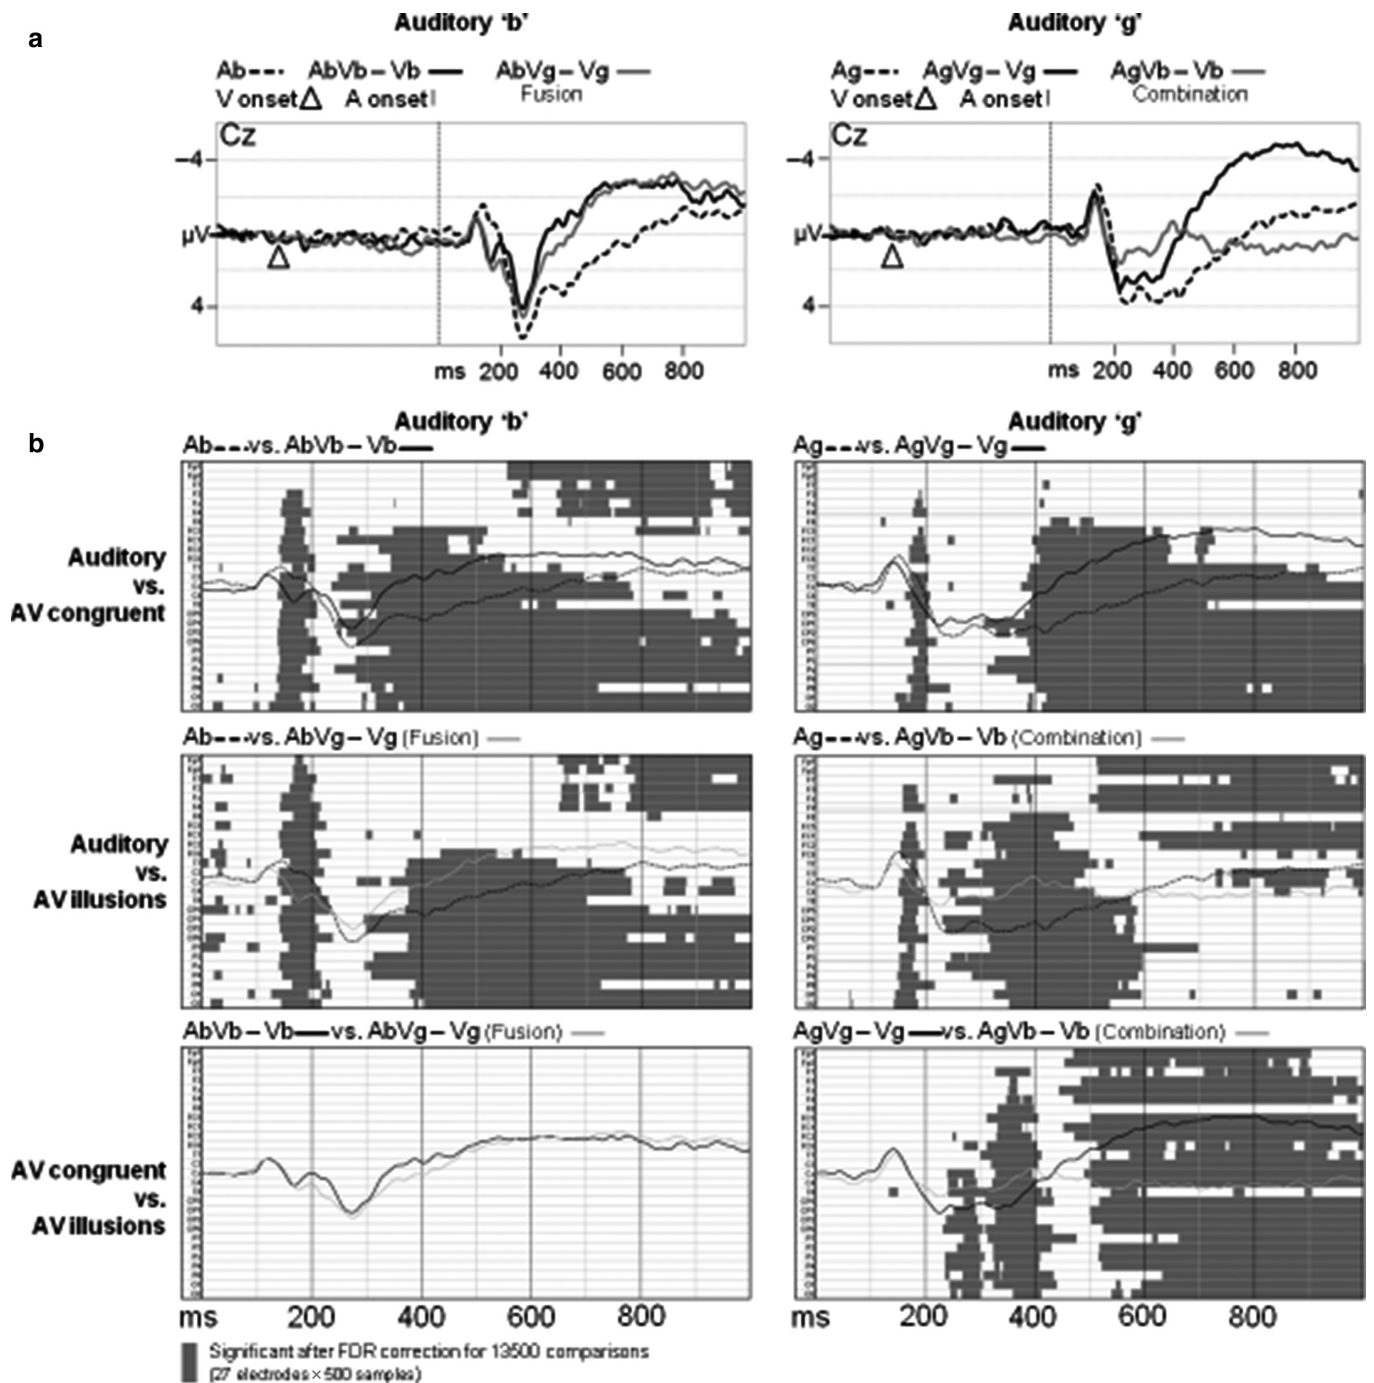 a
Auditory ‘b’
Ab AbVb – Vb AbVg – Vg
V onset A onset Fusion
Cz
–4
μV
4
ms 200 400 600 800
Auditory ‘g’
Ag AgVg – Vg AgVb – Vb
V onset A onset Combination
Cz
–4
μV
4
ms 200 400 600 800
b
Auditory ‘b’
Auditory ‘g’
Auditory
vs.
AV congruent
Ab vs. AbVb – Vb
Ag vs. AgVg – Vg
Auditory
vs.
AV illusions
Ab vs. AbVg – Vg (Fusion)
Ag vs. AgVb – Vb (Combination)
AV congruent
vs.
AV illusions
AbVb – Vb vs. AbVg – Vg (Fusion)
AgVg – Vg vs. AgVb – Vb (Combination)
ms 200 400 600 800
ms 200 400 600 800
Significant after FDR correction for 13500 comparisons
(27 electrodes × 500 samples)